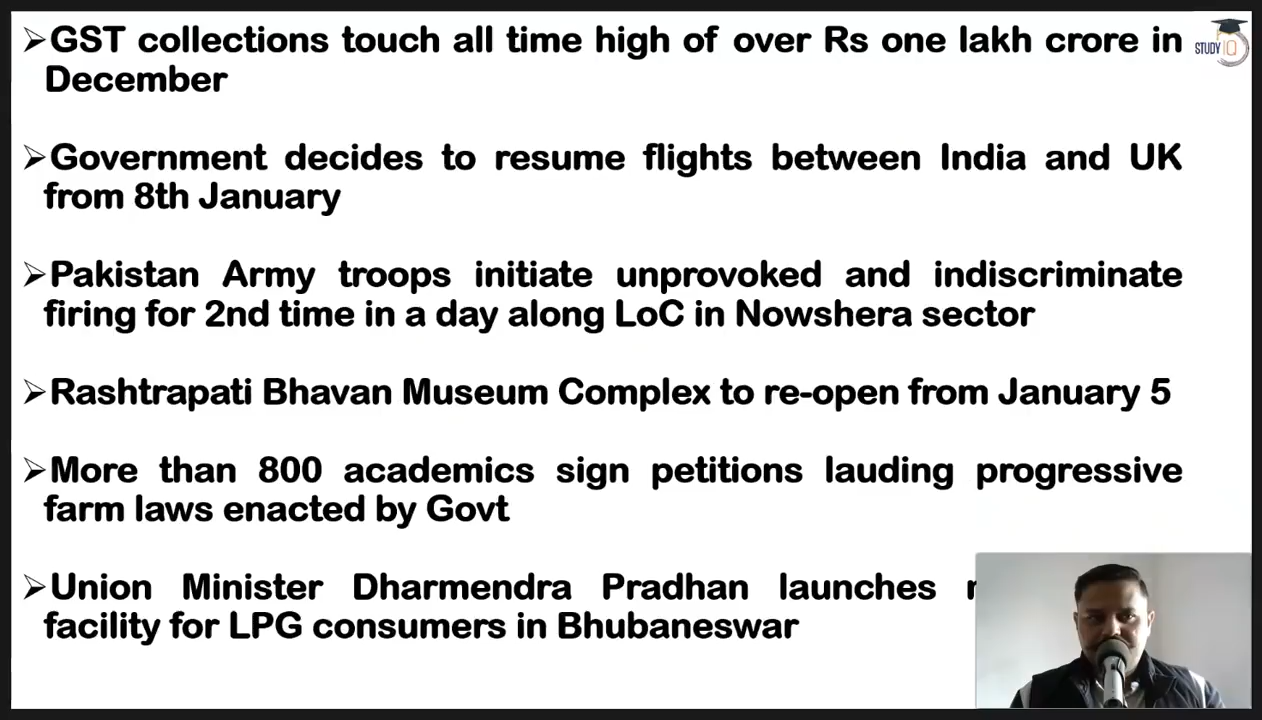 ➢GST collections touch all time high of over Rs one lakh crore in
December
➢Government decides to resume flights between India and UK
from 8th January
➢Pakistan Army troops initiate unprovoked and indiscriminate
firing for 2nd time in a day along LoC in Nowshera sector
➢Rashtrapati Bhavan Museum Complex to re-open from January 5
➢More than 800 academics sign petitions lauding progressive
farm laws enacted by Govt
➢Union Minister Dharmendra Pradhan launches
facility for LPG consumers in Bhubaneswar
STUDY IQ